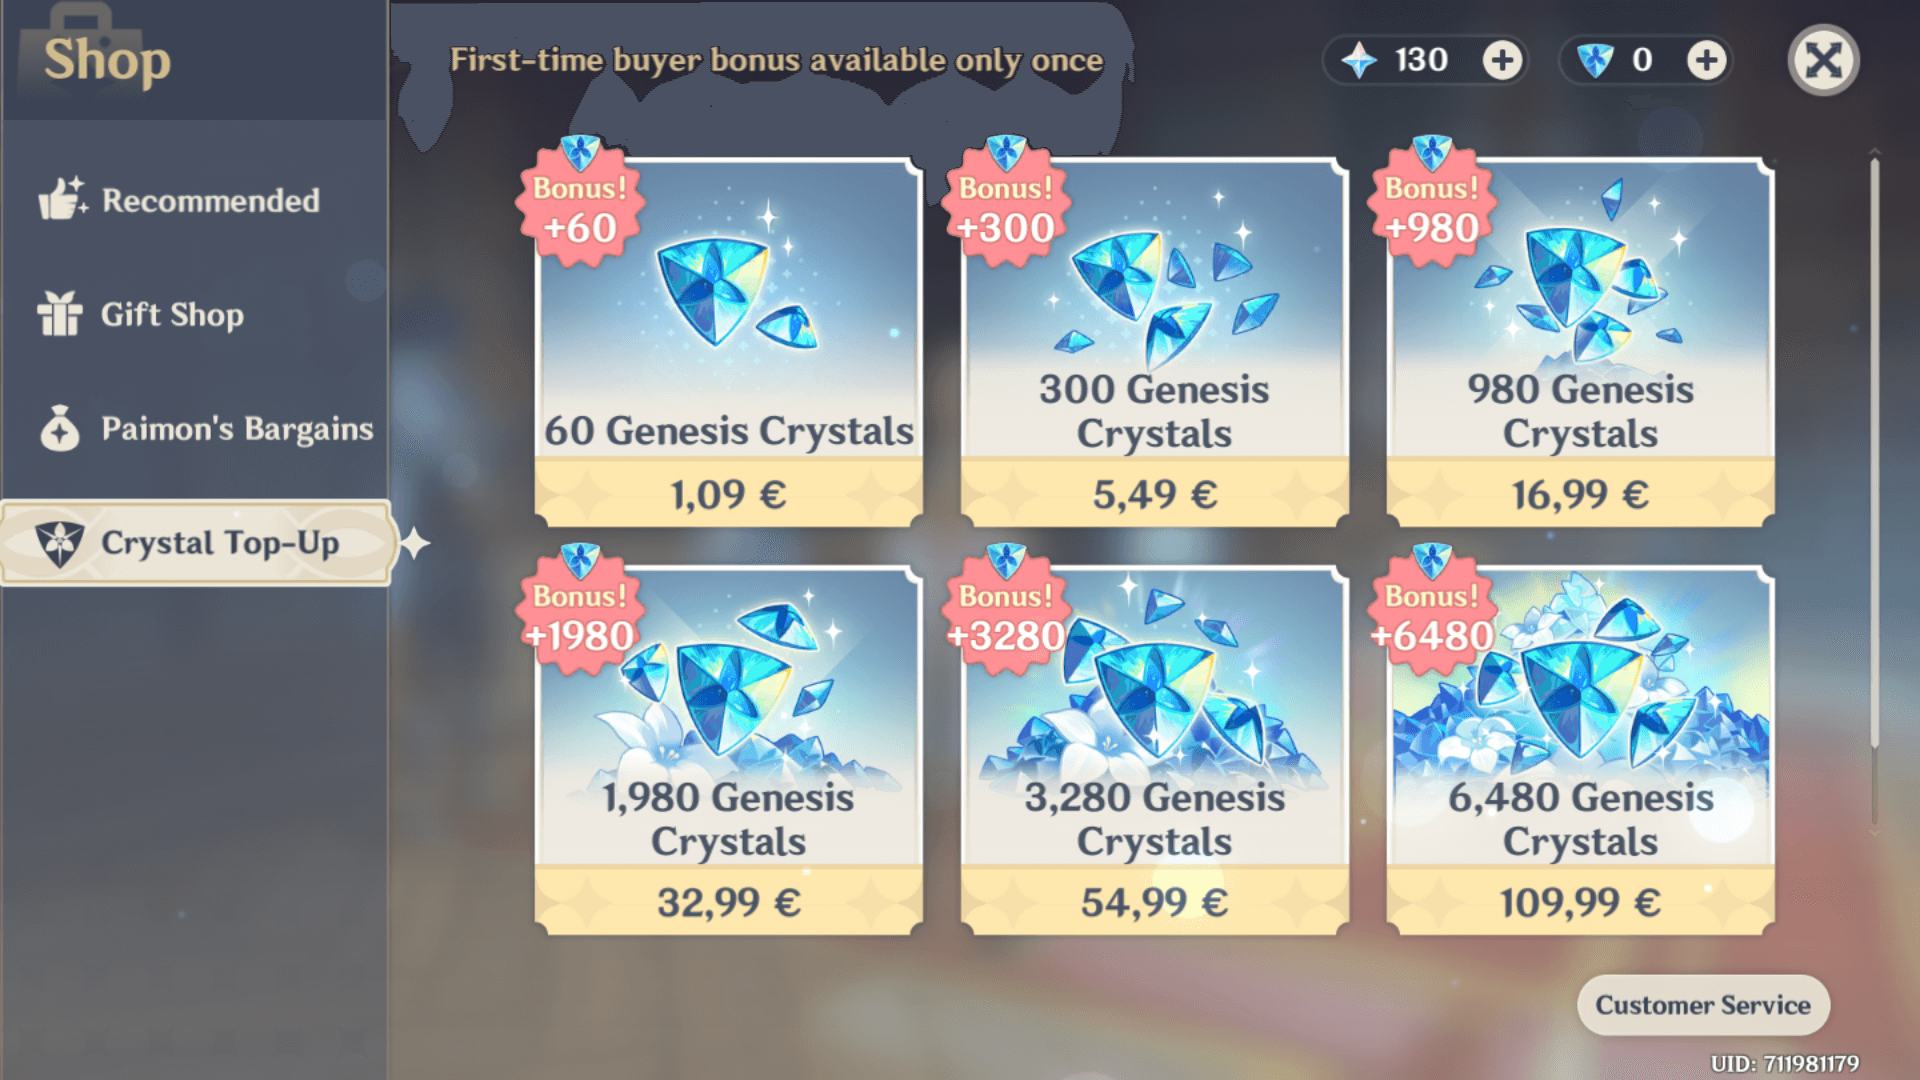 Shop
First-time buyer bonus available only once
130
0
Recommended
Gift Shop
Paimon's Bargains
Crystal Top-Up
Bonus!
+60
60 Genesis Crystals
1,09 €
Bonus!
+300
300 Genesis
Crystals
5,49 €
Bonus!
+980
980 Genesis
Crystals
16,99 €
Bonus!
+1980
1,980 Genesis
Crystals
32,99 €
Bonus!
+3280
3,280 Genesis
Crystals
54,99 €
Bonus!
+6480
6,480 Genesis
Crystals
109,99 €
Customer Service
UID: 711981179